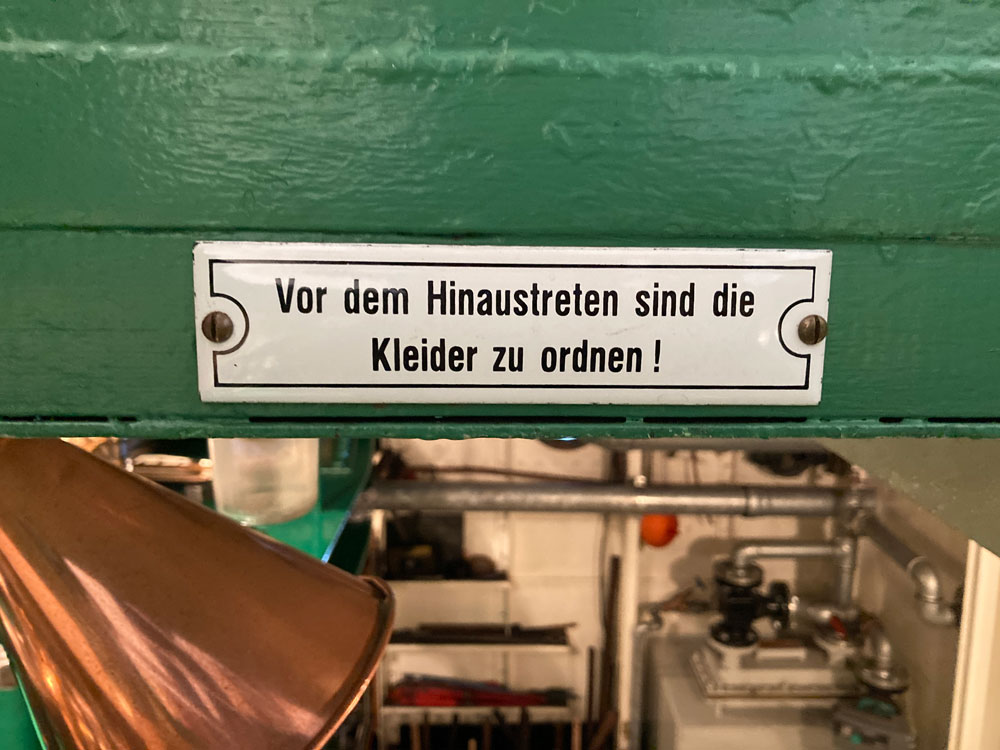 Vor dem Hinaustreten sind die
Kleider zu ordnen !